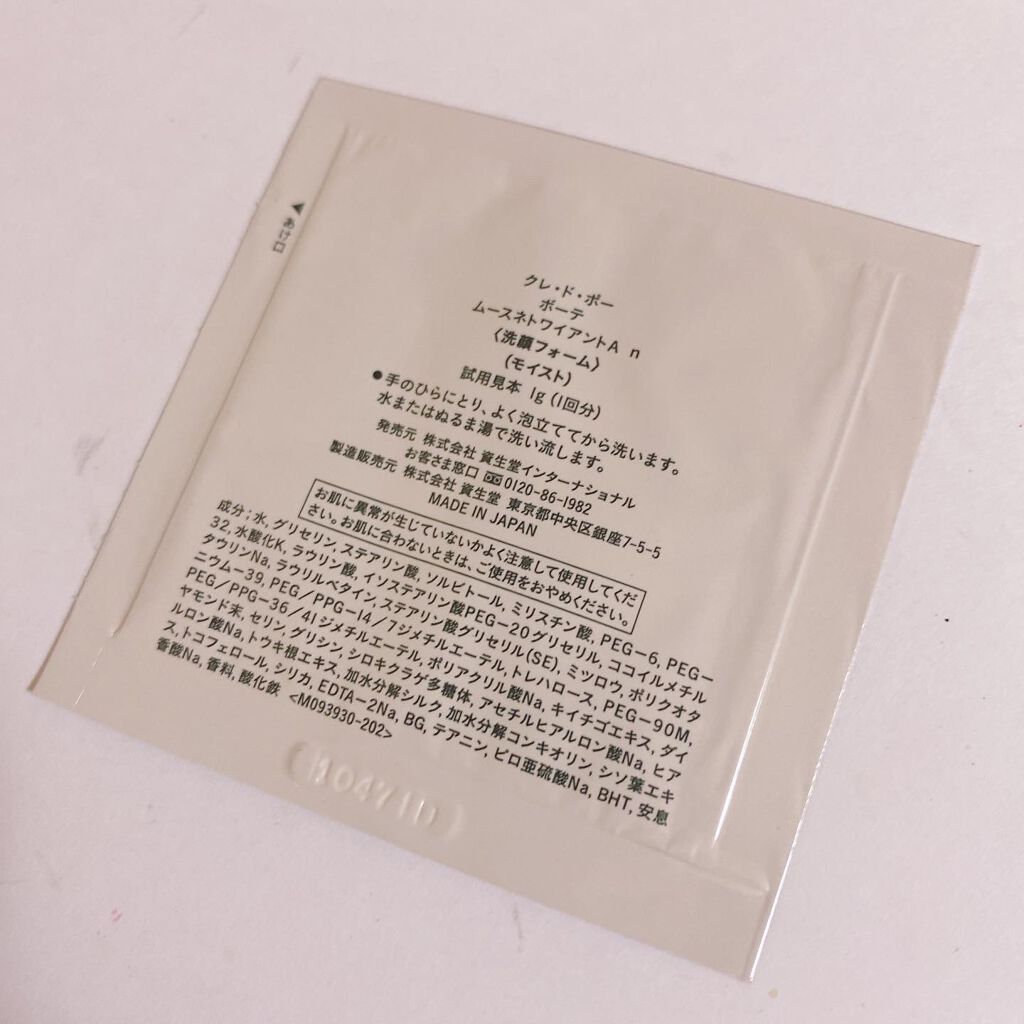 ▲あけ口
クレ・ド・ポー
ボーテ
ムースネトワイアントA n
〈洗顔フォーム〉
(モイスト)
試用見本 1g(1回分)
●手のひらにとり、よく泡立ててから洗います。
水またはぬるま湯で洗い流します。
発売元 株式会社 資生堂インターナショナル
お客さま窓口 0120-86-1982
製造販売元 株式会社 資生堂 東京都中央区銀座7-5-5
MADE IN JAPAN
お肌に異常が生じていないかよく注意して使用してくだ
さい。お肌に合わないときは、ご使用をおやめください。
成分;水, グリセリン, ステアリン酸, ソルビトール, ミリスチン酸, PEG-6, PEG-
32, 水酸化K, ラウリン酸, イソステアリン酸PEG-20グリセリル, ココイルメチル
タウリンNa, ラウリルベタイン, ステアリン酸グリセリル(SE), ミツロウ, ポリクオタ
ニウム-39, PEG/PPG-14/7ジメチルエーテル, トレハロース, PEG-90M,
PEG/PPG-36/41ジメチルエーテル, ポリアクリル酸Na, キイチゴエキス, ダイ
ヤモンド末, セリン, グリシン, シロキクラゲ多糖体, アセチルヒアルロン酸Na, ヒア
ルロン酸Na, トウキ根エキス, 加水分解シルク, 加水分解コンキオリン, シソ葉エキ
ス, トコフェロール, シリカ, EDTA-2Na, BG, テアニン, ピロ亜硫酸Na, BHT, 安息
香酸Na, 香料, 酸化鉄 <M093930-202>